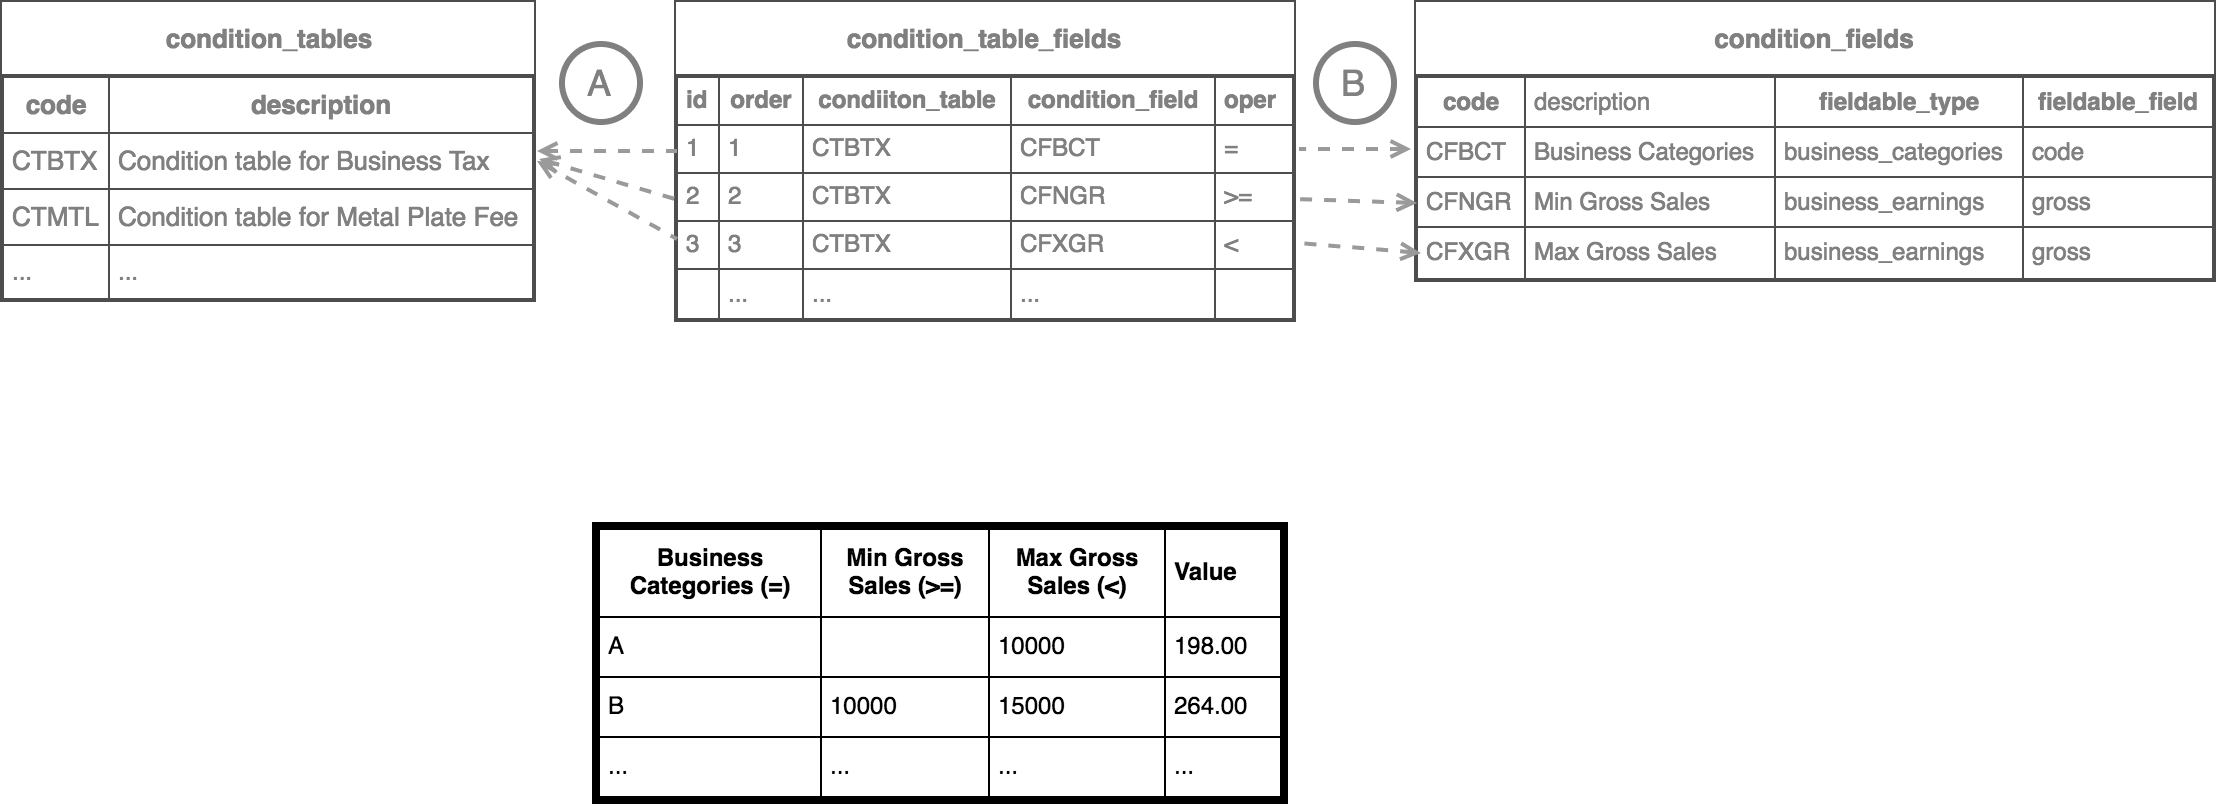 condition_tables
code description
CTBTX Condition table for Business Tax
CTMTL Condition table for Metal Plate Fee
... ...
A
condition_table_fields
id order condiiton_table condition_field oper
1 1 CTBTX CFBCT =
2 2 CTBTX CFNGR >=
3 3 CTBTX CFXGR <
... ... ...
B
condition_fields
code description fieldable_type fieldable_field
CFBCT Business Categories business_categories code
CFNGR Min Gross Sales business_earnings gross
CFXGR Max Gross Sales business_earnings gross
Business Min Gross Max Gross Value
Categories (=) Sales (>=) Sales (<)
A 10000 198.00
B 10000 15000 264.00
... ... ... ...